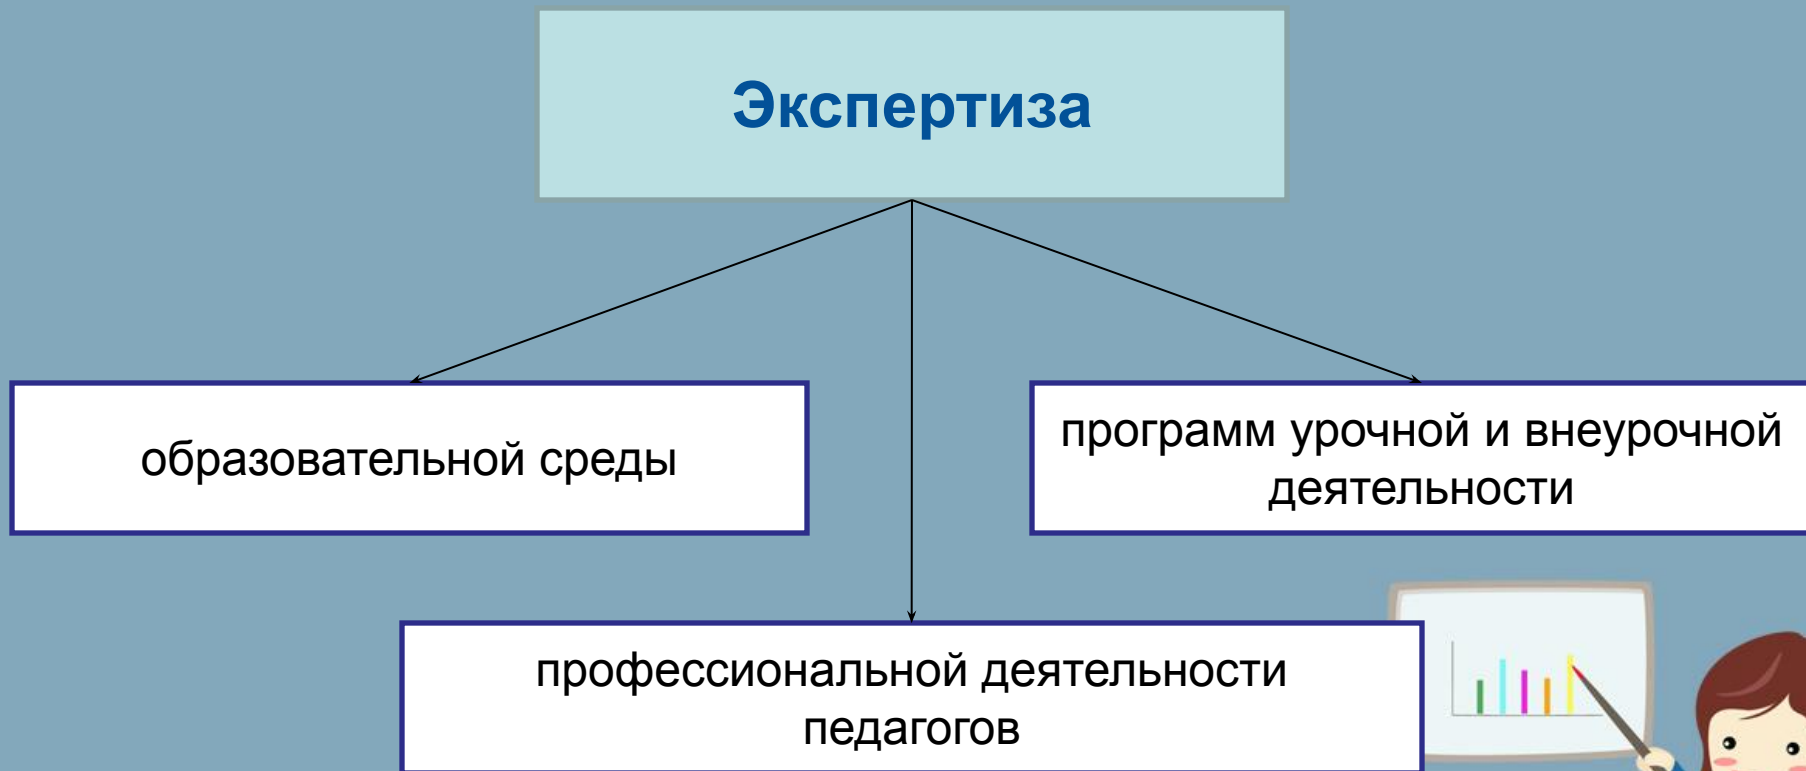 Экспертиза
образовательной среды
программ урочной и внеурочной
деятельности
профессиональной деятельности
педагогов